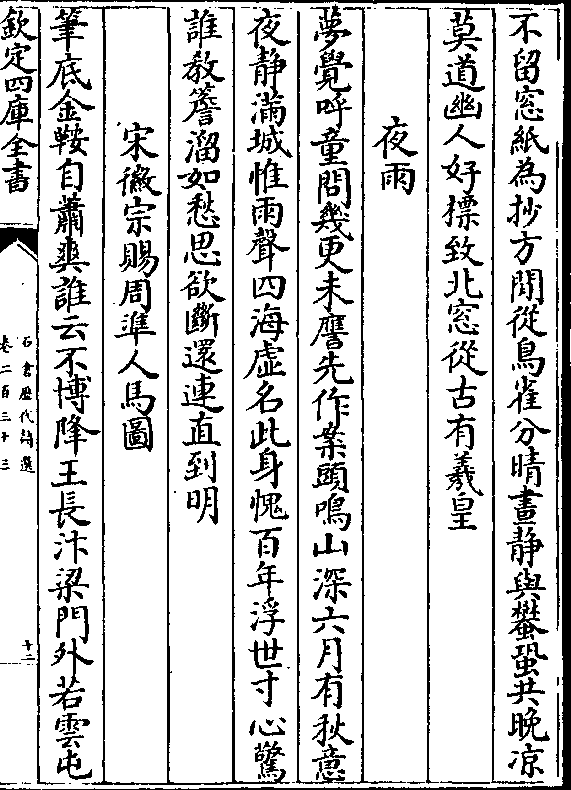 不留窓紙為抄方閒從鳥雀分晴晝静與蠭蛩共晚凉
莫道幽人好標致北窓從古有羲皇
夜雨
夢覺呼童問幾更未譍先作案頭鳴山深六月有秋意
夜静滿城惟雨聲四海虛名此身愧百年浮世寸心驚
誰教簷溜如愁思欲斷還連直到明
宋徽宗賜周準人馬圖
筆底金鞍自蕭爽誰云不博降王長汴梁門外若雲屯
欽定四庫全書
石倉歷代詩選
卷二百三十三
十二